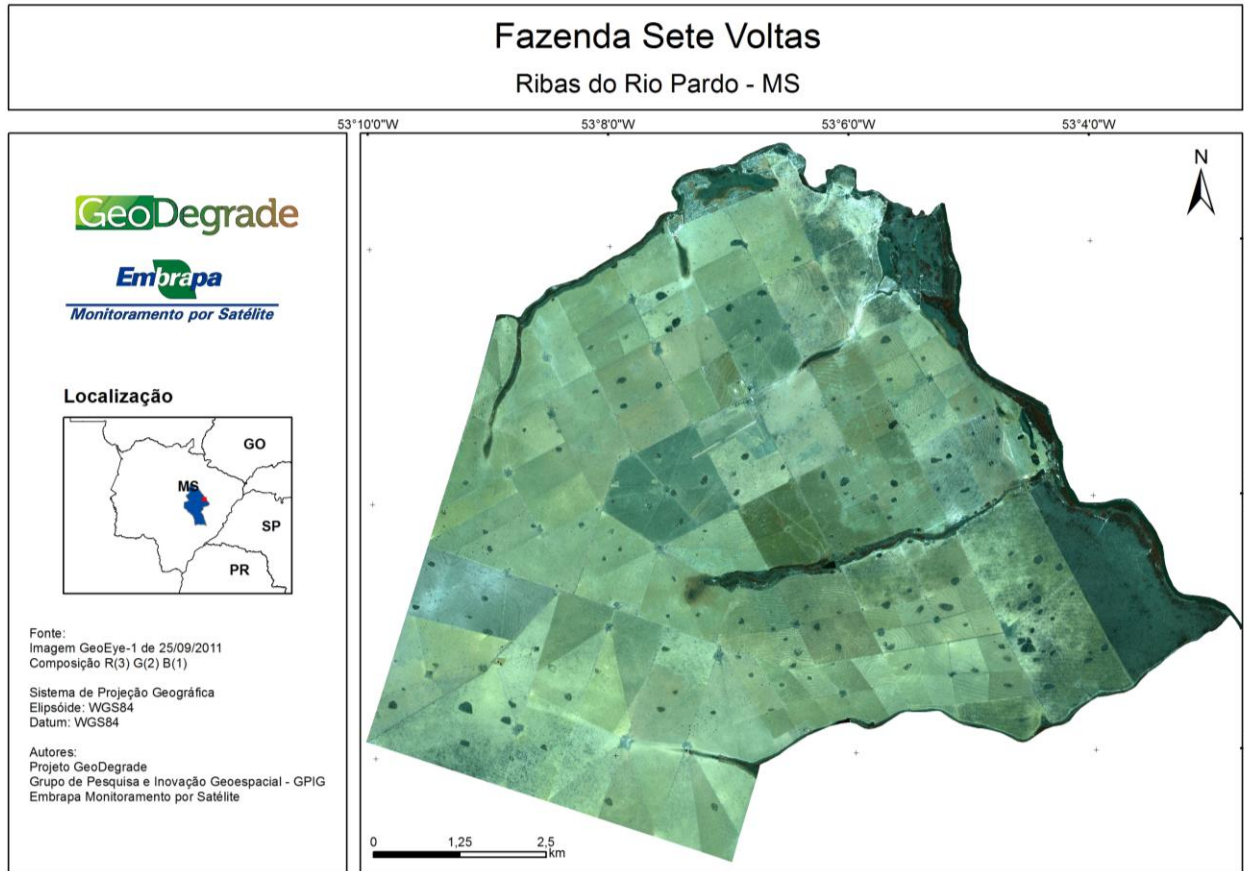 Fazenda Sete Voltas
Ribas do Rio Pardo - MS
53°10'0"W 53°8'0"W 53°6'0"W 53°4'0"W
GeoDegrade
Embrapa
Monitoramento por Satélite
Localização
GO
MS
SP
PR
Fonte:
Imagem GeoEye-1 de 25/09/2011
Composição R(3) G(2) B(1)
Sistema de Projeção Geográfica
Elipsóide: WGS84
Datum: WGS84
Autores:
Projeto GeoDegrade
Grupo de Pesquisa e Inovação Geoespacial - GPIG
Embrapa Monitoramento por Satélite
N
0 1,25 2,5
km